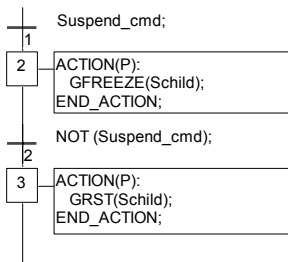 Suspend_cmd;
1
2
ACTION(P):
GFREEZE(Schild);
END_ACTION;
NOT (Suspend_cmd);
2
3
ACTION(P):
GRST(Schild);
END_ACTION;